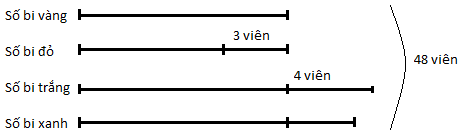 Số bi vàng
3 viên
Số bi đỏ
48 viên
4 viên
Số bi trắng
Số bi xanh